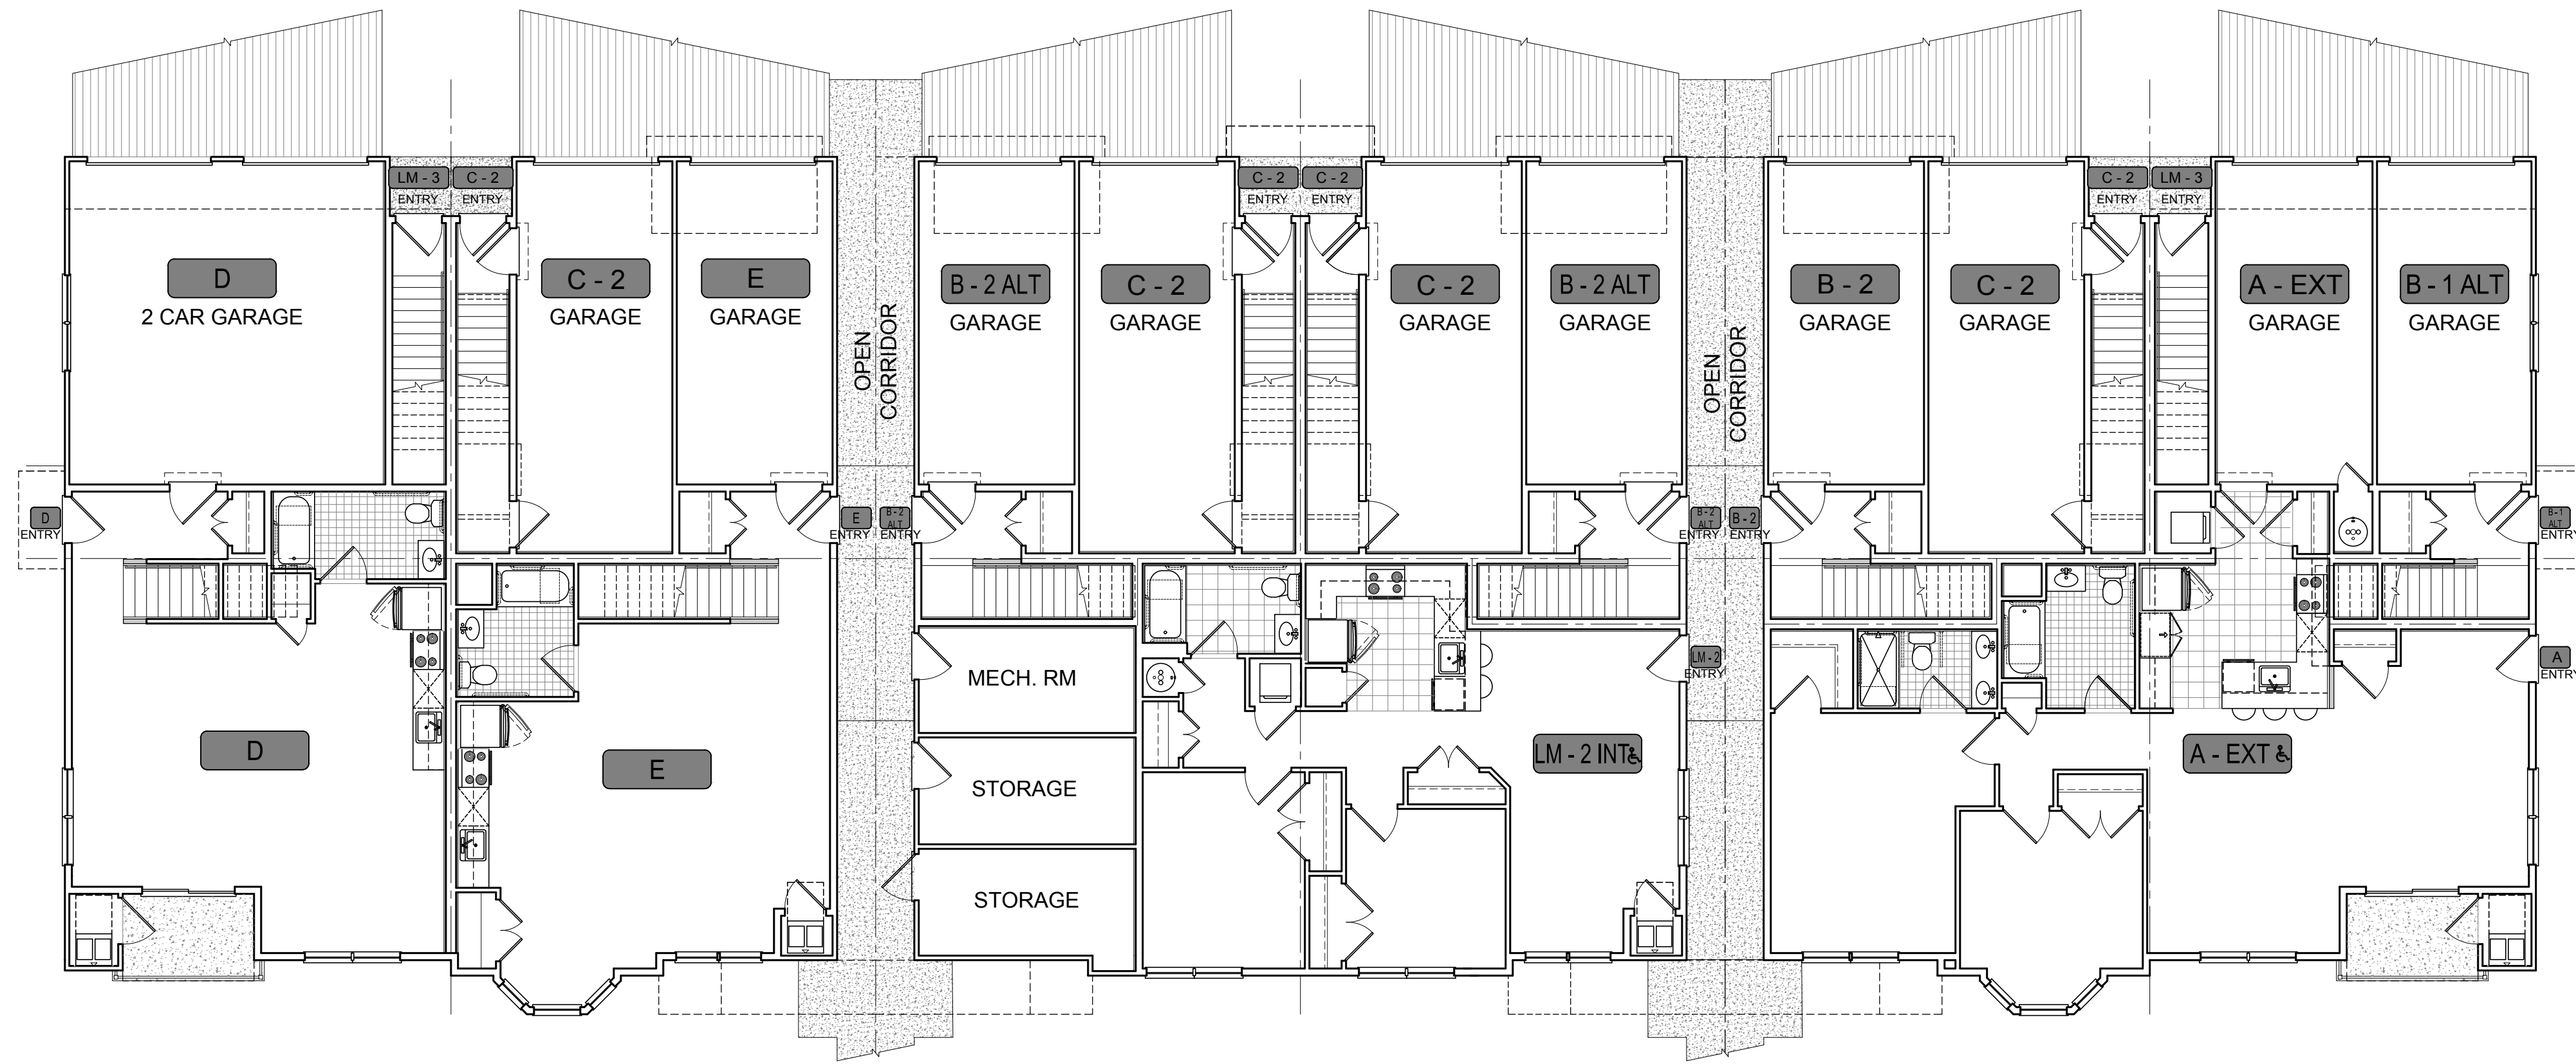 LM - 3
C - 2
ENTRY
ENTRY
C - 2
C - 2
ENTRY
ENTRY
C - 2
LM - 3
ENTRY
ENTRY
D
2 CAR GARAGE
C - 2
GARAGE
E
GARAGE
OPEN
CORRIDOR
B - 2 ALT
GARAGE
C - 2
GARAGE
C - 2
GARAGE
B - 2 ALT
GARAGE
OPEN
CORRIDOR
B - 2
GARAGE
C - 2
GARAGE
A - EXT
GARAGE
B - 1 ALT
GARAGE
D
ENTRY
E
ENTRY
B - 2
ALT
ENTRY
B - 2
ALT
ENTRY
B - 2
ENTRY
B - 1
ALT
ENTRY
MECH. RM
LM - 2
ENTRY
A
ENTRY
D
E
STORAGE
LM - 2 INT
A - EXT
STORAGE